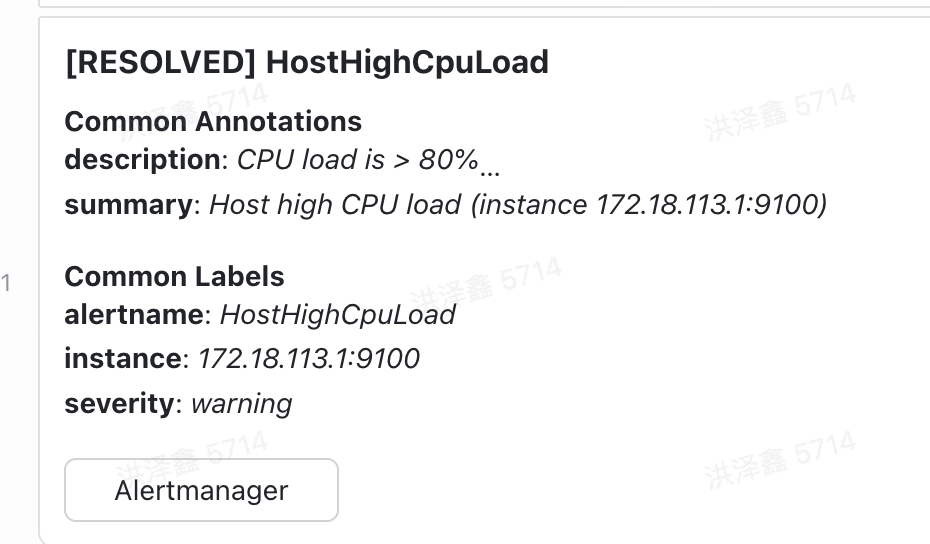 [RESOLVED] HostHighCpuLoad
洪泽鑫 5714
洪泽鑫 5714
Common Annotations
description: CPU load is > 80%...
summary: Host high CPU load (instance 172.18.113.1:9100)
1
Common Labels
洪泽鑫 5714
alertname: HostHighCpuLoad
instance: 172.18.113.1:9100
severity: warning
洪泽鑫 5714
洪泽鑫 5714
Alertmanager